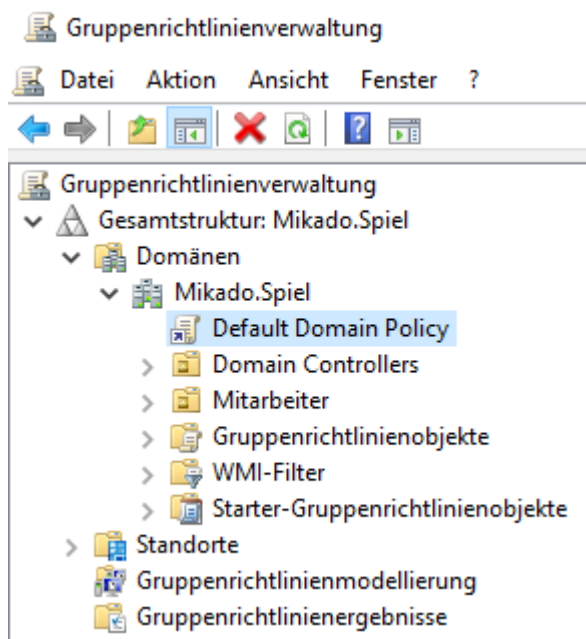 Gruppenrichtlinienverwaltung
Datei Aktion Ansicht Fenster ?
Gruppenrichtlinienverwaltung
Gesamtstruktur: Mikado.Spiel
Domänen
Mikado.Spiel
Default Domain Policy
Domain Controllers
Mitarbeiter
Gruppenrichtlinienobjekte
WMI-Filter
Starter-Gruppenrichtlinienobjekte
Standorte
Gruppenrichtlinienmodellierung
Gruppenrichtlinienergebnisse